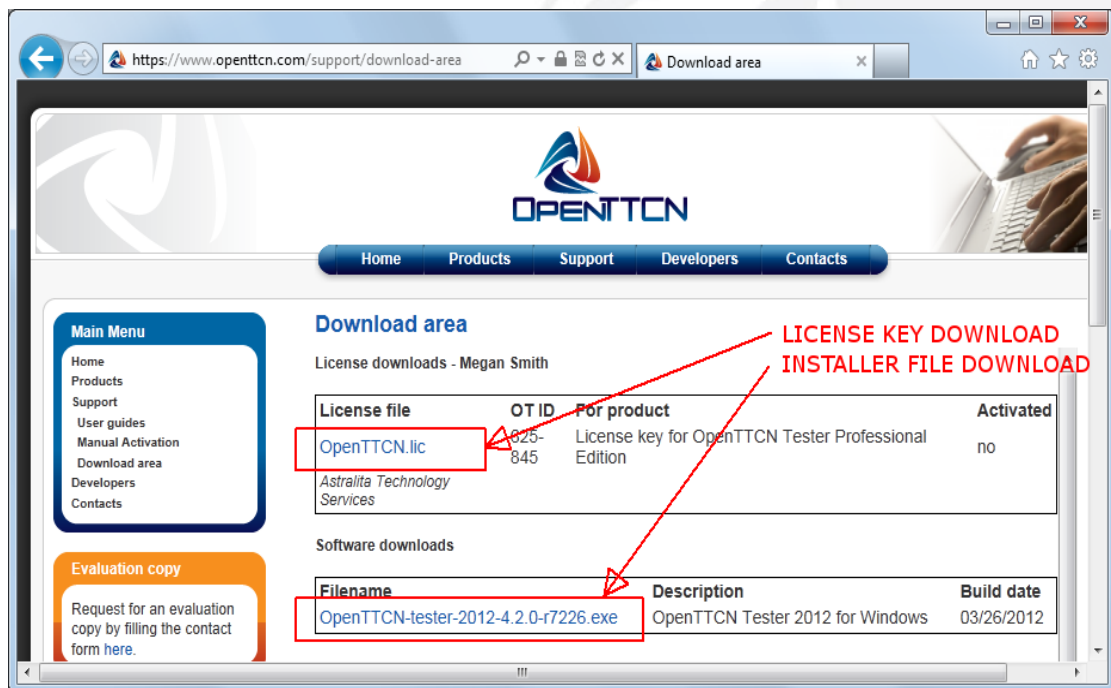 https://www.openttcn.com/support/download-area
Download area
OPENTTCN
Home Products Support Developers Contacts
Main Menu
Home
Products
Support
User guides
Manual Activation
Download area
Developers
Contacts
Evaluation copy
Request for an evaluation
copy by filling the contact
form here.
Download area
LICENSE KEY DOWNLOAD
INSTALLER FILE DOWNLOAD
License downloads - Megan Smith
License file OT ID For product Activated
OpenTTCN.lic 625-845 License key for OpenTTCN Tester Professional Edition no
Astralita Technology
Services
Software downloads
Filename Description Build date
OpenTTCN-tester-2012-4.2.0-r7226.exe OpenTTCN Tester 2012 for Windows 03/26/2012